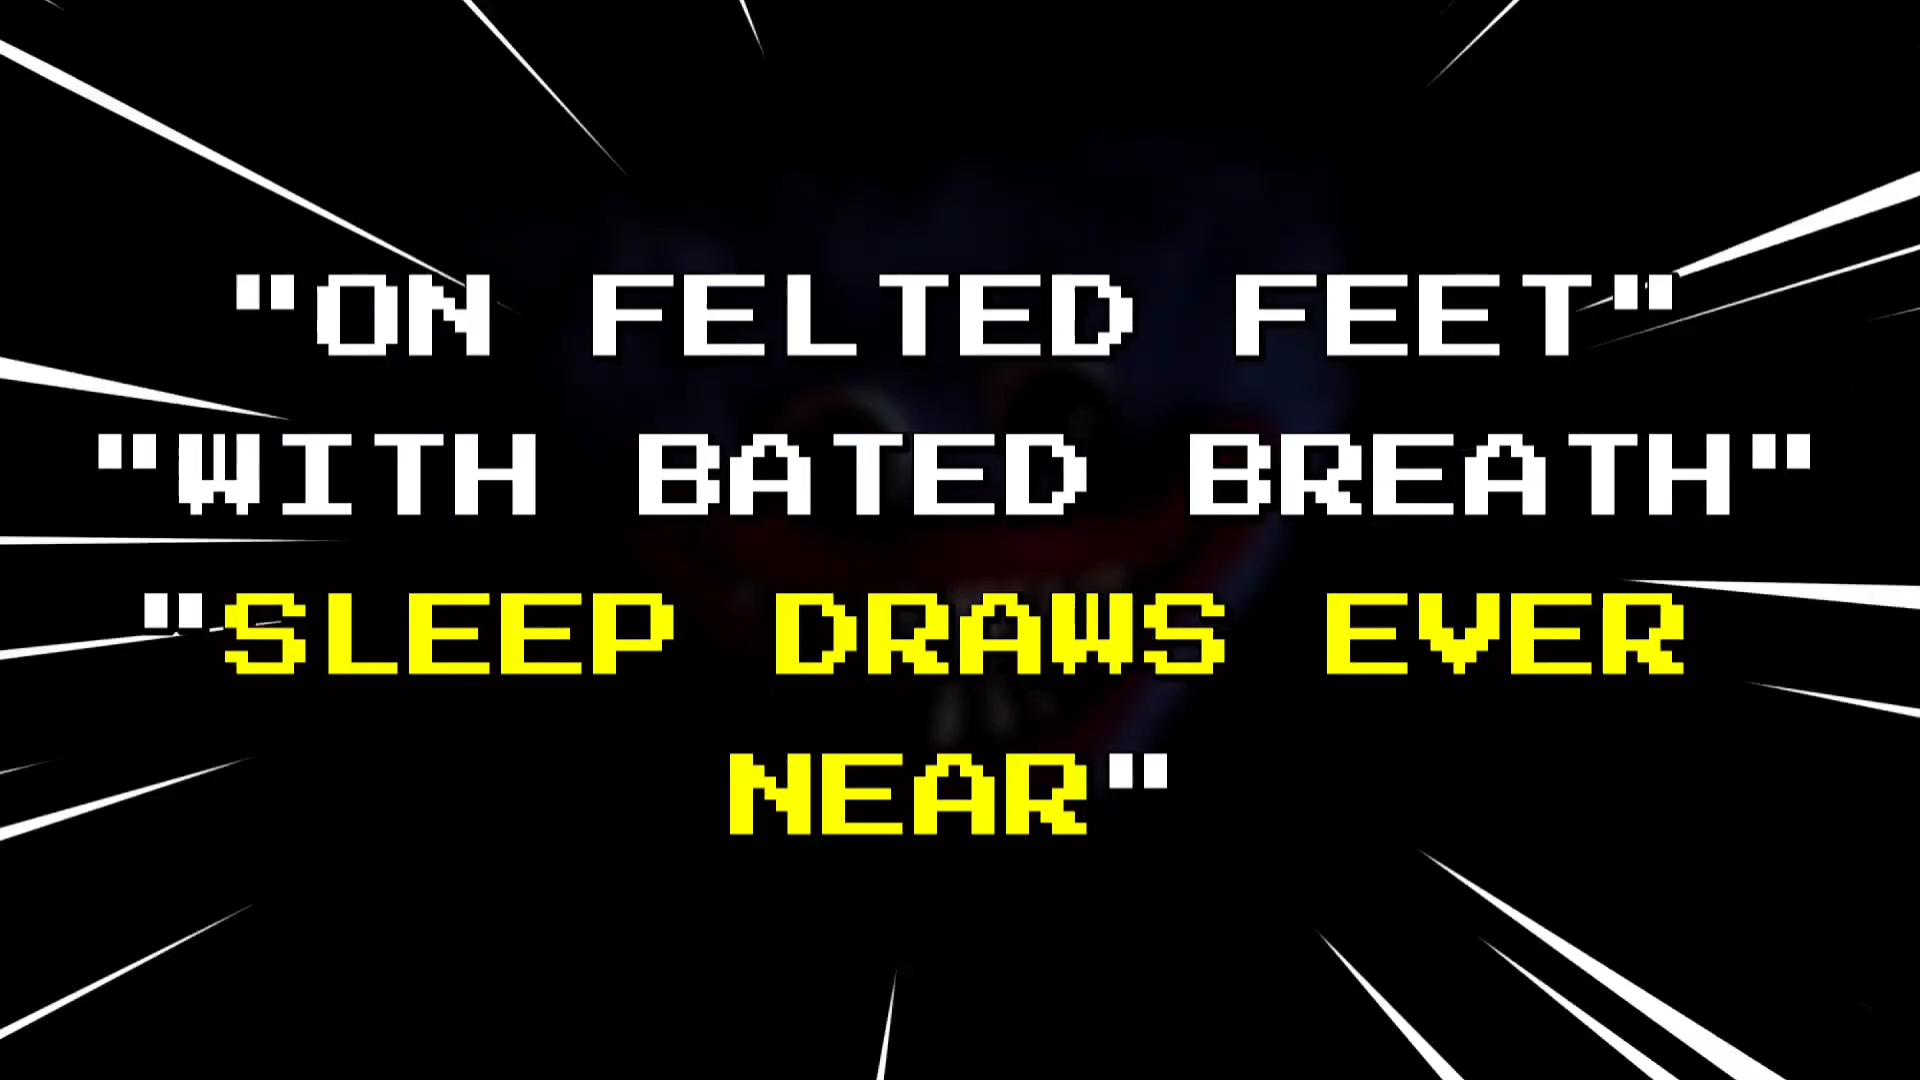 "ON FELTED FEET"
"WITH BATED BREATH"
"SLEEP DRAWS EVER
NEAR"